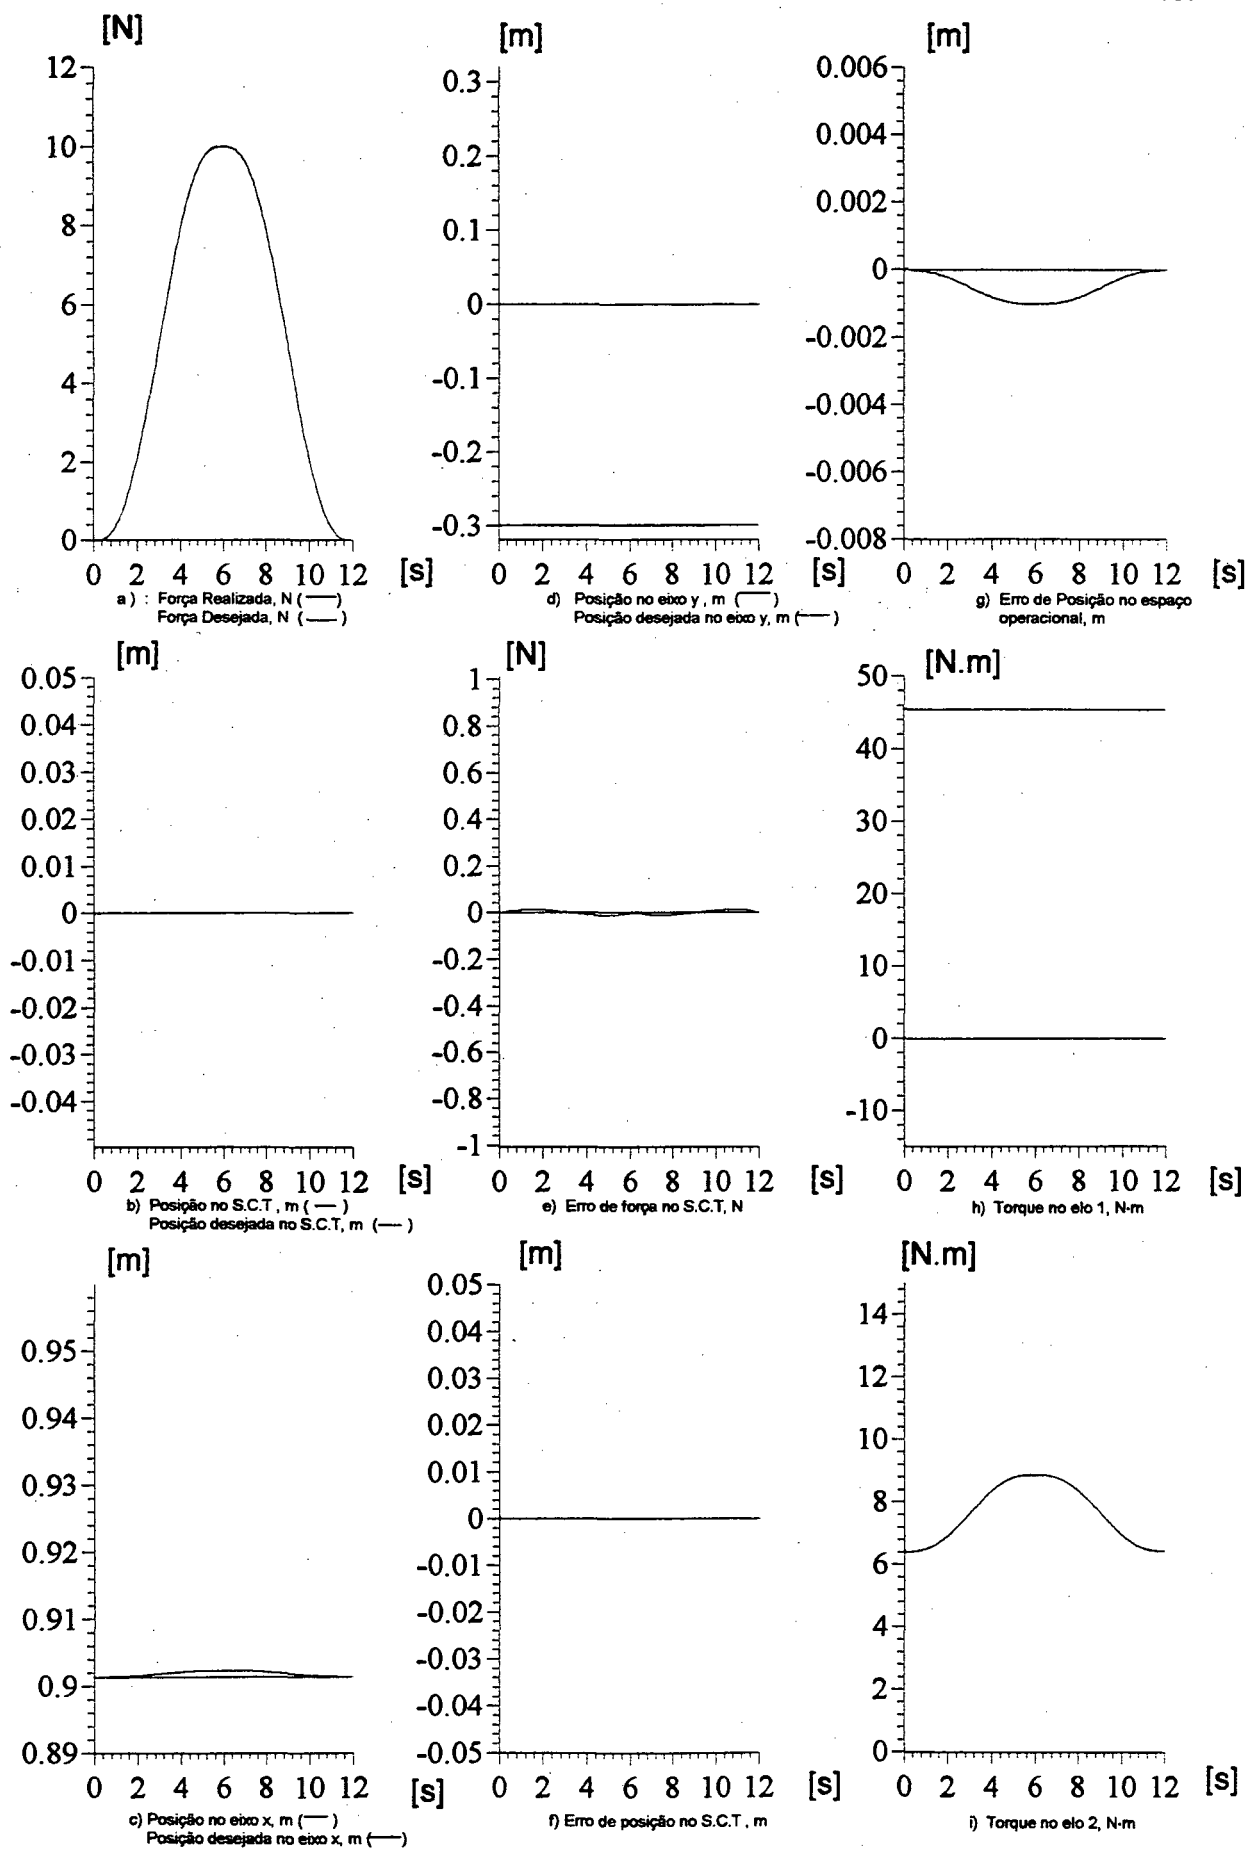 [N]
12
10
8
6
4
2
0
0 2 4 6 8 10 12 [s]
a ) : Força Realizada, N ( — )
Força Desejada, N ( — )
[m]
0.3
0.2
0.1
0
-0.1
-0.2
-0.3
0 2 4 6 8 10 12 [s]
d) Posição no eixo y , m ( — )
Posição desejada no eixo y, m ( — )
[m]
0.006
0.004
0.002
0
-0.002
-0.004
-0.006
-0.008
0 2 4 6 8 10 12 [s]
g) Erro de Posição no espaço
operacional, m
[m]
0.05
0.04
0.03
0.02
0.01
0
-0.01
-0.02
-0.03
-0.04
0 2 4 6 8 10 12 [s]
b) Posição no S.C.T , m ( — )
Posição desejada no S.C.T, m ( — )
[N]
1
0.8
0.6
0.4
0.2
0
-0.2
-0.4
-0.6
-0.8
-1
0 2 4 6 8 10 12 [s]
e) Erro de força no S.C.T, N
[N.m]
50
40
30
20
10
0
-10
0 2 4 6 8 10 12 [s]
h) Torque no elo 1, N·m
[m]
0.95
0.94
0.93
0.92
0.91
0.9
0.89
0 2 4 6 8 10 12 [s]
c) Posição no eixo x, m ( — )
Posição desejada no eixo x, m ( — )
[m]
0.05
0.04
0.03
0.02
0.01
0
-0.01
-0.02
-0.03
-0.04
-0.05
0 2 4 6 8 10 12 [s]
f) Erro de posição no S.C.T , m
[N.m]
14
12
10
8
6
4
2
0
0 2 4 6 8 10 12 [s]
i) Torque no elo 2, N·m